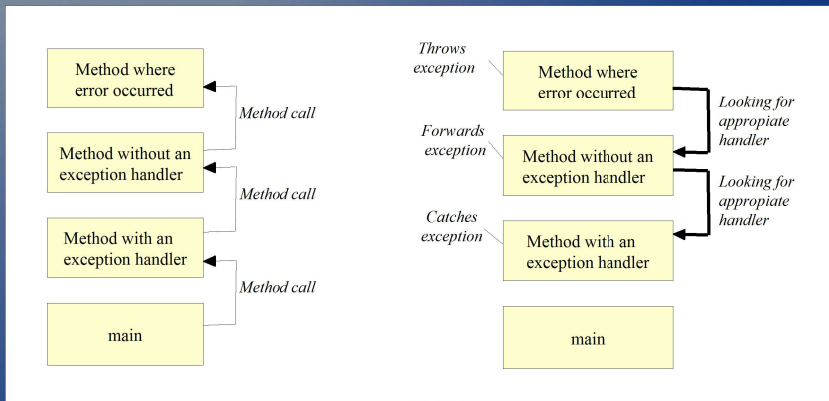 Method where
error occurred
Method call
Method without an
exception handler
Method call
Method with an
exception handler
Method call
main
Throws
exception
Method where
error occurred
Looking for
appropiate
handler
Forwards
exception
Method without an
exception handler
Looking for
appropiate
handler
Catches
exception
Method with an
exception handler
main